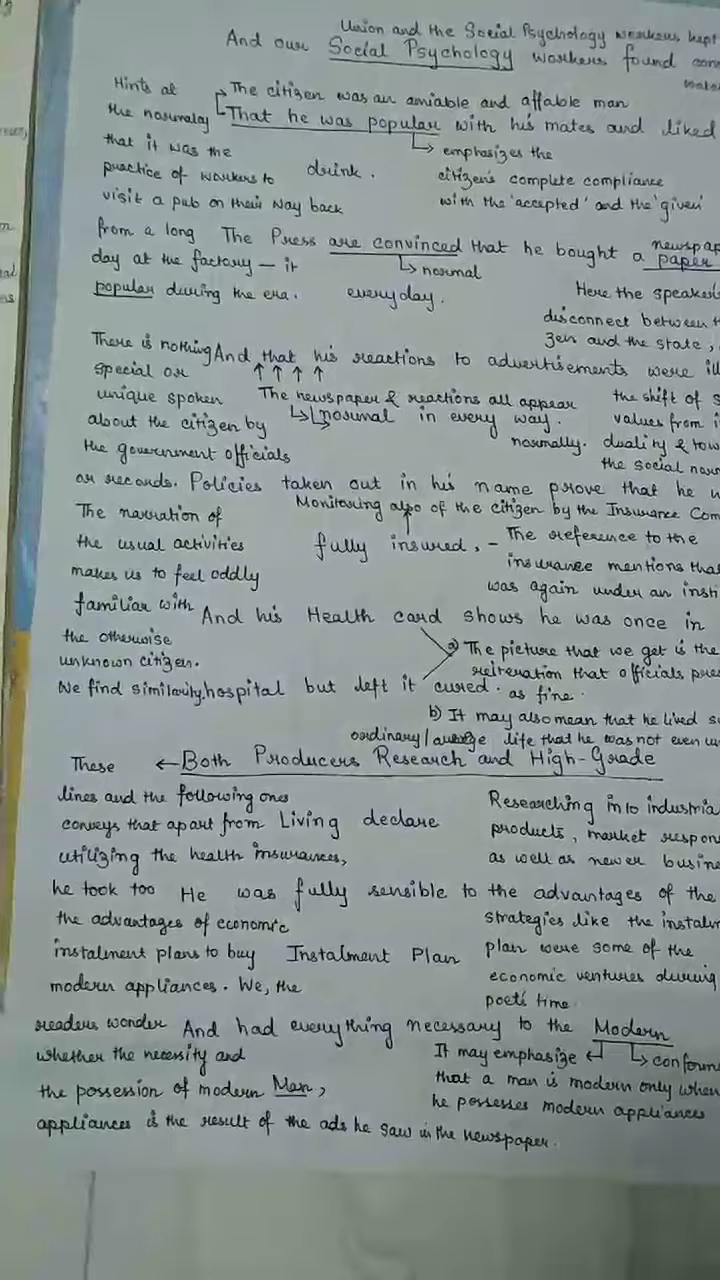 Union and the Social Psychology workers kept
And our Social Psychology workers found
Hints at
the normalcy
that it was the
practice of workers to
visit a pub on their way back
from a long
day at the factory — it
popular during the era.
The citizen was an amiable and affable man
That he was popular with his mates and liked
drink.
emphasizes the
citizen's complete compliance
with the 'accepted' and the 'given'
The Press are convinced that he bought a paper
normal
everyday.
Here the speaker
disconnect between
and the state,
There is nothing
special or
unique spoken
about the citizen by
the government officials
or records.
And that his reactions to advertisements were
The newspaper & reactions all appear
normal in every way.
normally.
the shift of
values from
duality &
the social
Policies taken out in his name prove that he
Monitoring also of the citizen by the Insurance
fully insured, – The reference to the
insurance mentions
was again under an
The narration of
the usual activities
makes us to feel oddly
familiar with
the otherwise
unknown citizen.
We find similarity.
And his Health card shows he was once in
hospital but left it cured.
a) The picture that we get is the
reiteration that officials
as fine.
b) It may also mean that he lived
ordinary/average life that he was not even
Both Producers Research and High-Grade
These
lines and the following ones
conveys that apart from
utilizing the health insurances,
he took too
the advantages of economic
instalment plans to buy
modern appliances. We, the
readers wonder
whether the necessity and
the possession of modern
appliances is the result of the ads he saw in the newspaper.
Living declare
Researching into
products, market
as well as newer
He was fully sensible to the advantages of the
strategies like the
Instalment Plan
plan were some of the
economic ventures during
poet's time.
And had everything necessary to the Modern
Man,
It may emphasize
that a man is modern only when
he possesses modern appliances